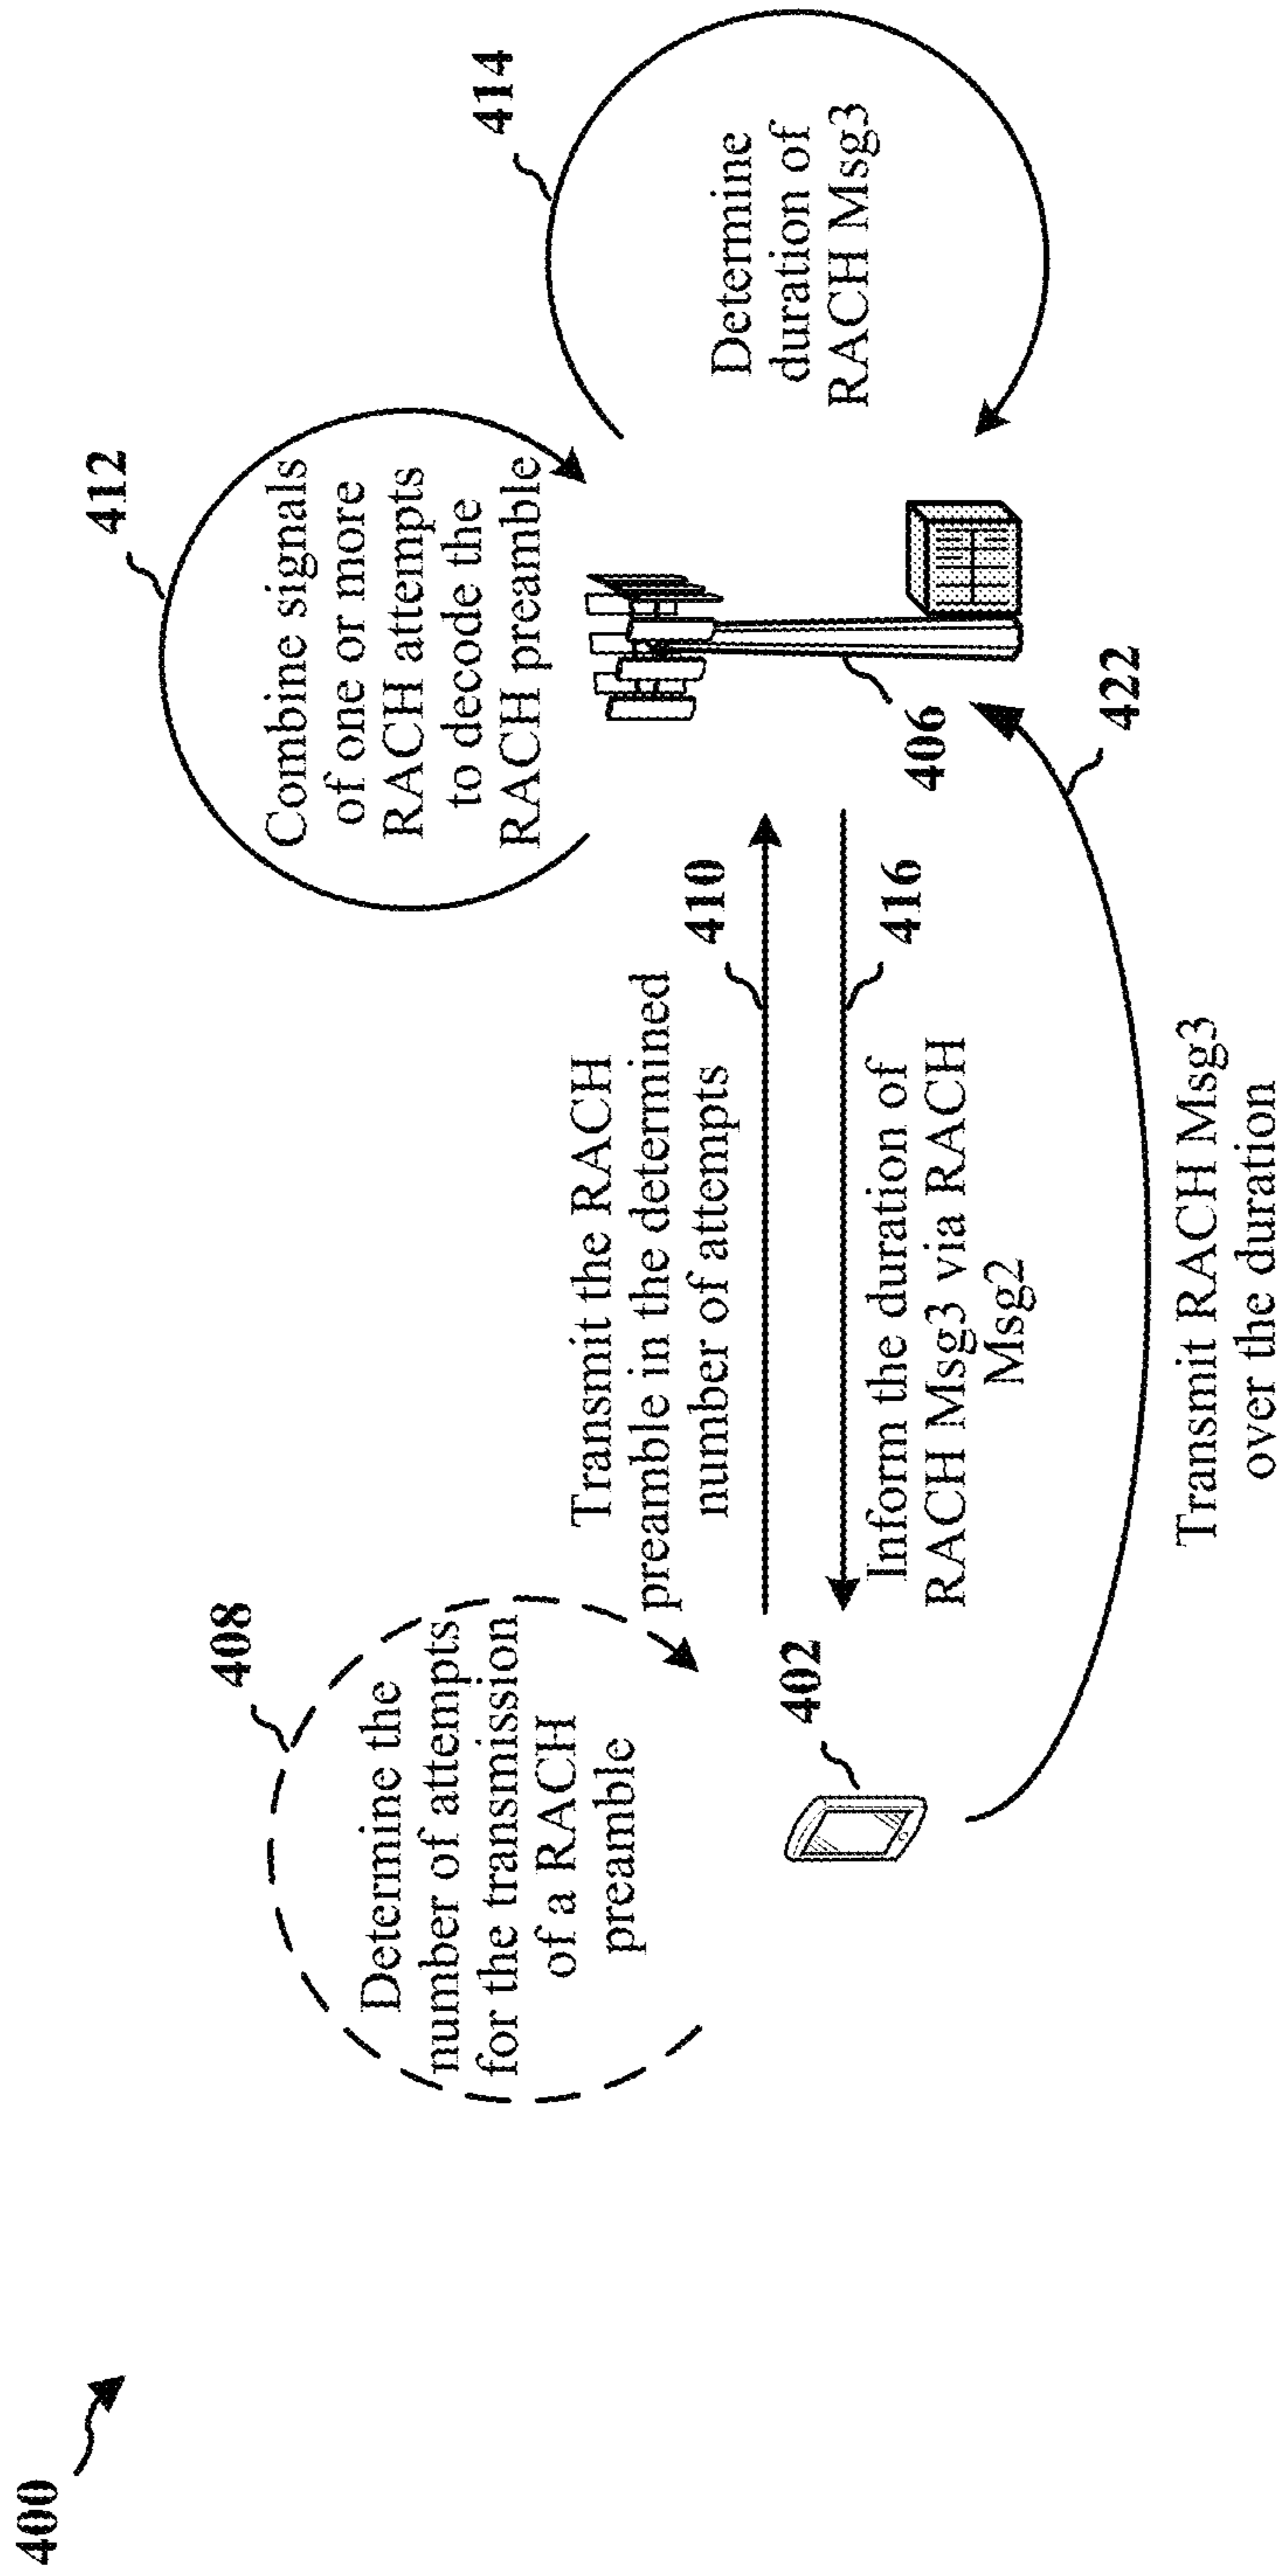 400
408
Determine the
number of attempts
for the transmission
of a RACH
preamble
402
Transmit the RACH
preamble in the determined
number of attempts
410
412
Combine signals
of one or more
RACH attempts
to decode the
RACH preamble
414
Determine
duration of
RACH Msg3
406
416
Inform the duration of
RACH Msg3 via RACH
Msg2
422
Transmit RACH Msg3
over the duration